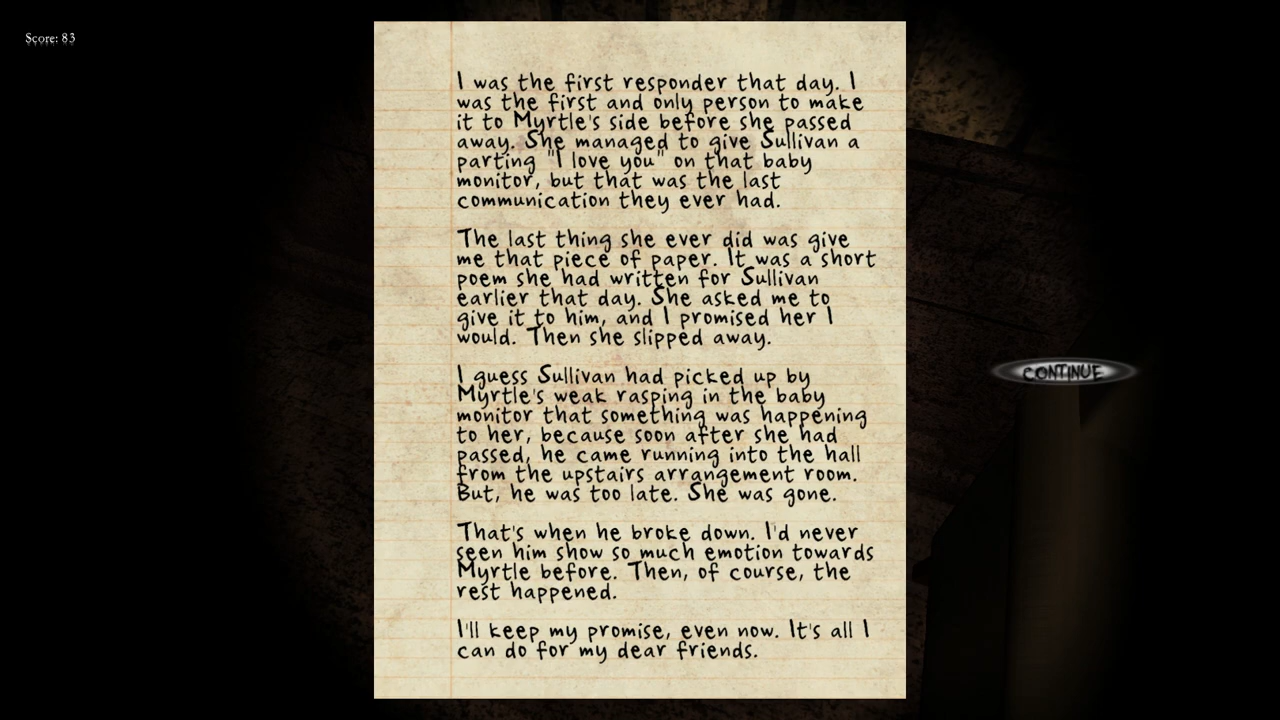 Score: 83
I was the first responder that day. I
was the first and only person to make
it to Myrtle's side before she passed
away. She managed to give Sullivan a
parting "I love you" on that baby
monitor, but that was the last
communication they ever had.
The last thing she ever did was give
me that piece of paper. It was a short
poem she had written for Sullivan
earlier that day. She asked me to
give it to him, and I promised her I
would. Then she slipped away.
I guess Sullivan had picked up by
Myrtle's weak rasping in the baby
monitor that something was happening
to her, because soon after she had
passed, he came running into the hall
from the upstairs arrangement room.
But, he was too late. She was gone.
That's when he broke down. I'd never
seen him show so much emotion towards
Myrtle before. Then, of course, the
rest happened.
I'll keep my promise, even now. It's all I
can do for my dear friends.
CONTINUE